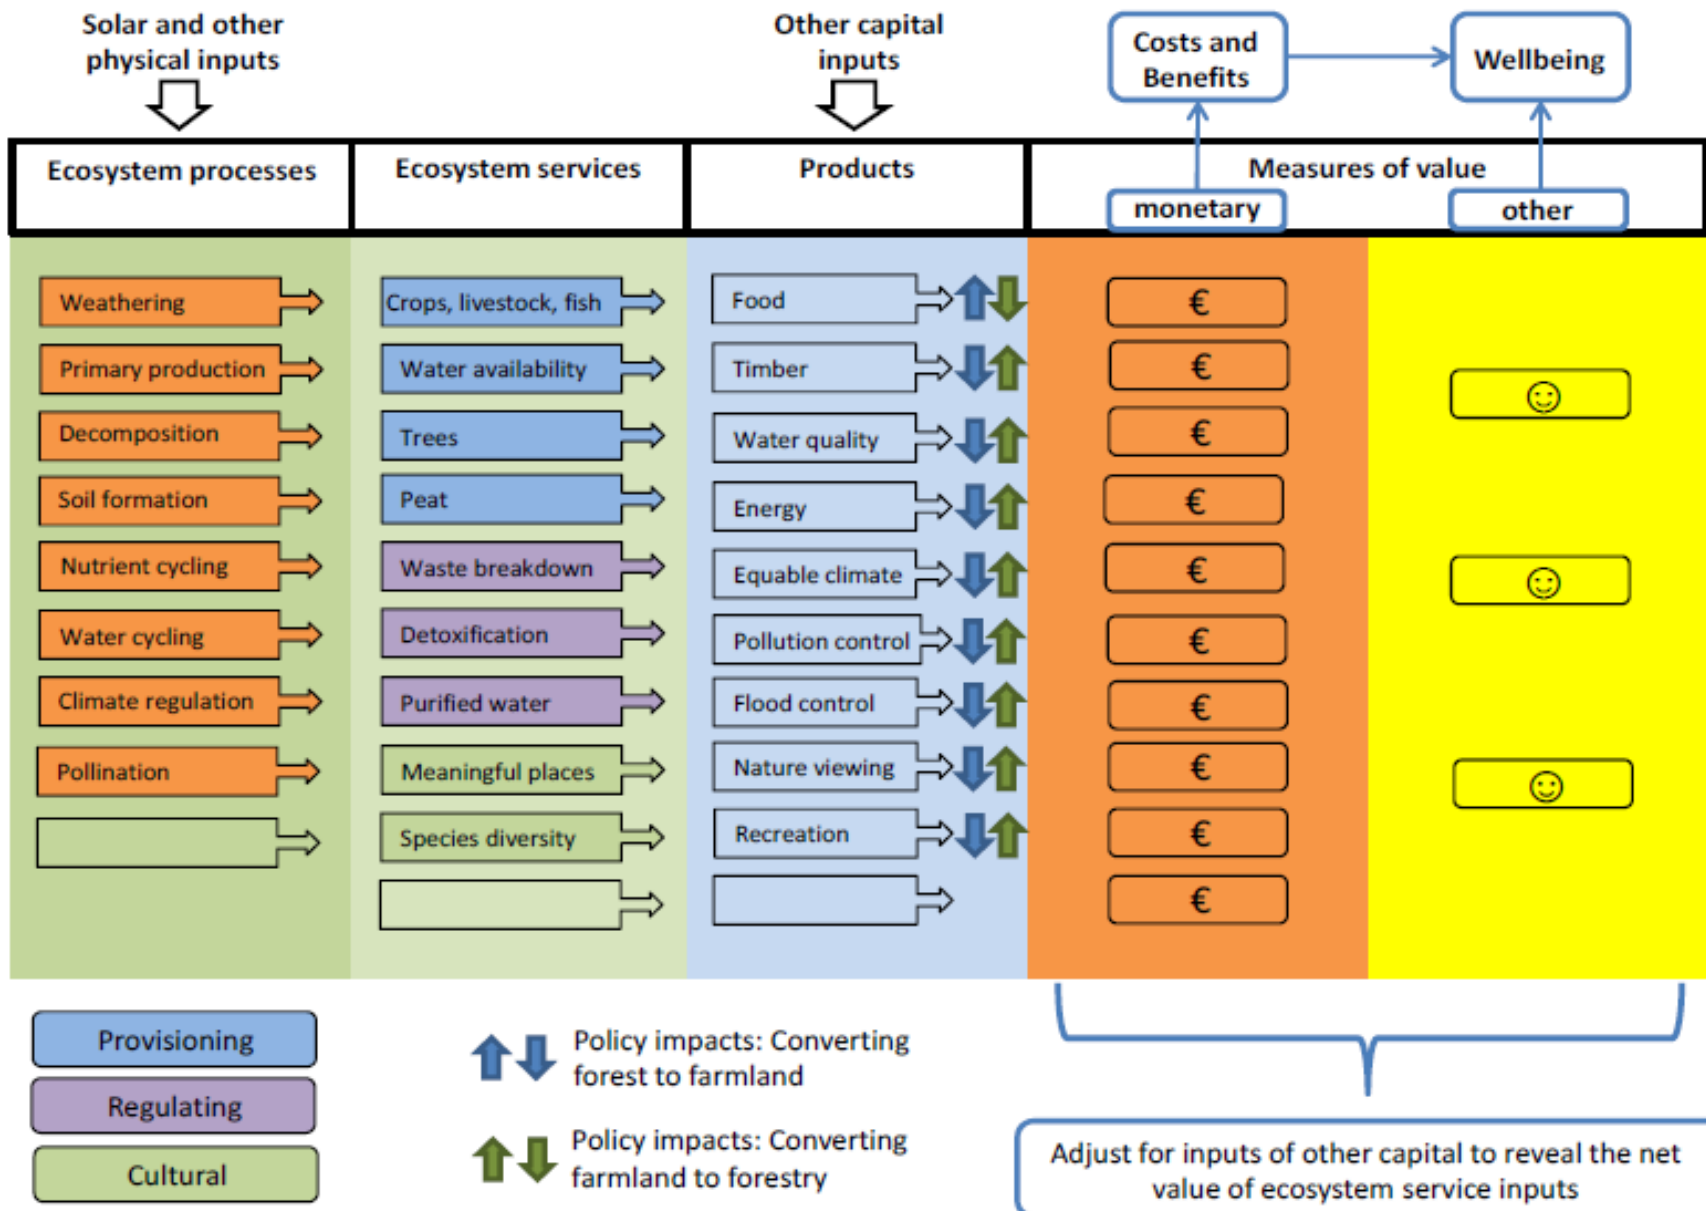 Solar and other
physical inputs
Other capital
inputs
Costs and
Benefits
Wellbeing
Ecosystem processes
Ecosystem services
Products
Measures of value
monetary
other
Weathering
Primary production
Decomposition
Soil formation
Nutrient cycling
Water cycling
Climate regulation
Pollination
Crops, livestock, fish
Water availability
Trees
Peat
Waste breakdown
Detoxification
Purified water
Meaningful places
Species diversity
Food
Timber
Water quality
Energy
Equable climate
Pollution control
Flood control
Nature viewing
Recreation
€
€
€
€
€
€
€
€
€
€
Provisioning
Regulating
Cultural
Policy impacts: Converting
forest to farmland
Policy impacts: Converting
farmland to forestry
Adjust for inputs of other capital to reveal the net
value of ecosystem service inputs